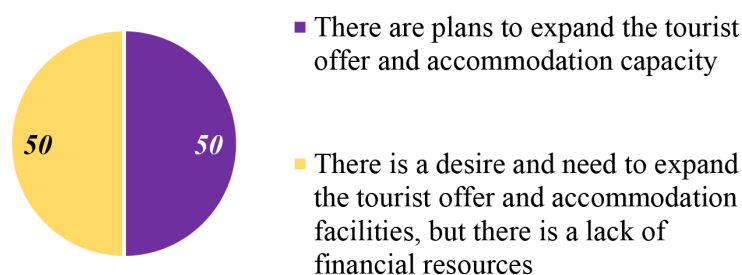 There are plans to expand the tourist
offer and accommodation capacity
50
50
There is a desire and need to expand
the tourist offer and accommodation
facilities, but there is a lack of
financial resources